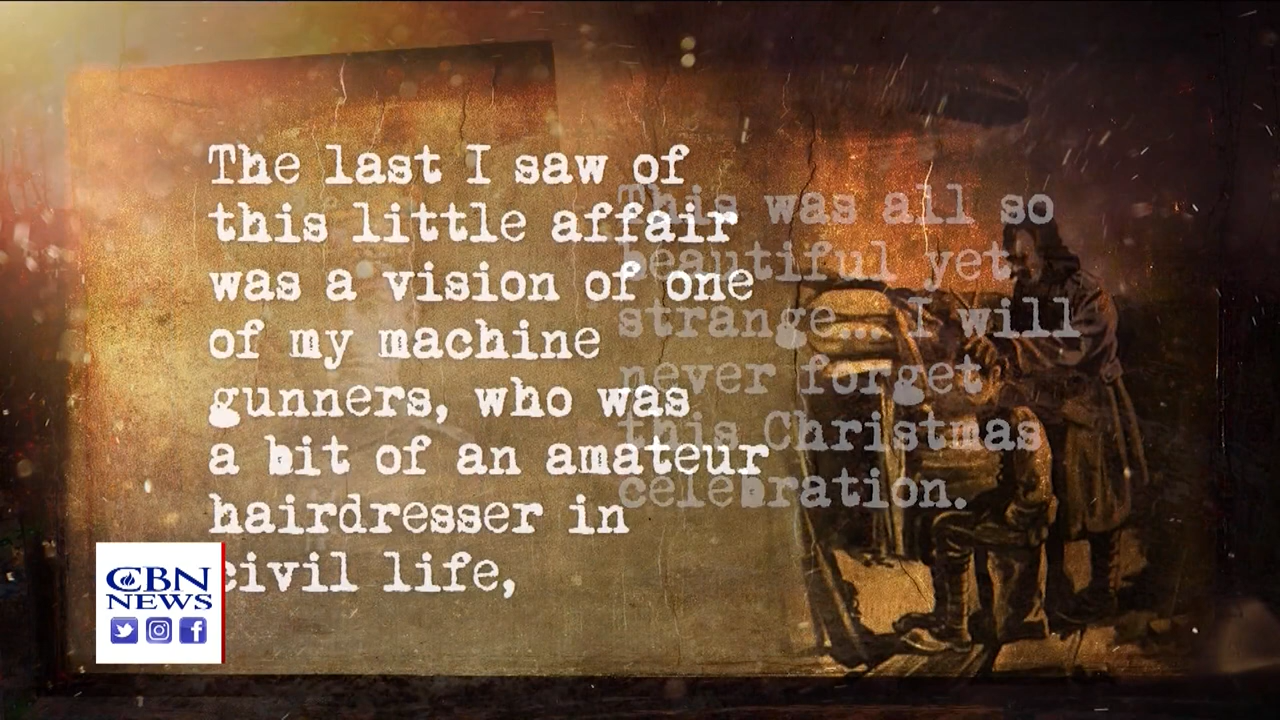 The last I saw of
this little affair
was a vision of one
of my machine
gunners, who was
a bit of an amateur
hairdresser in
civil life,
This was all so
beautiful yet
strange... I will
never forget
this Christmas
celebration.
CBN
NEWS